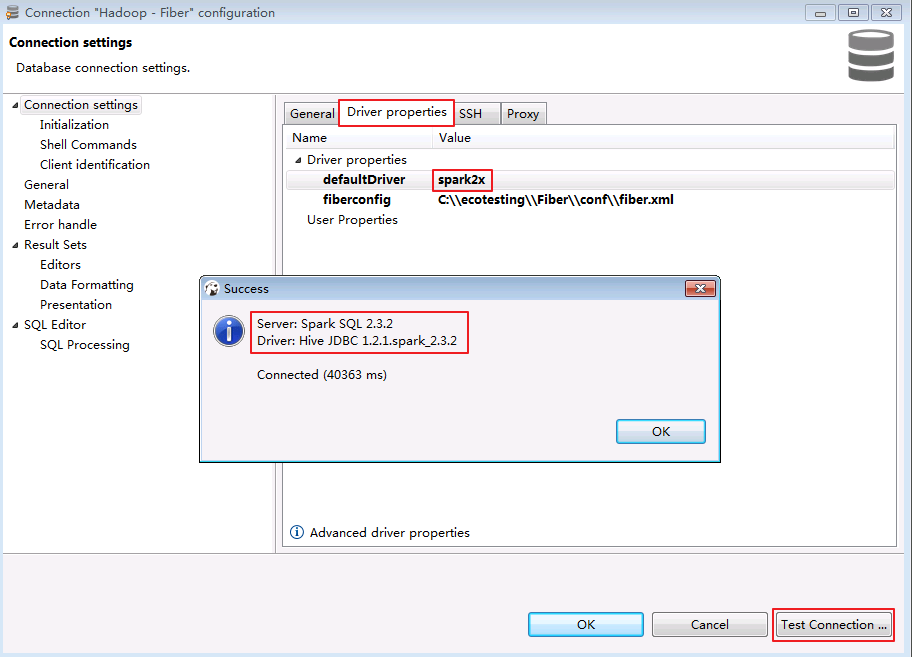 Connection "Hadoop - Fiber" configuration
Connection settings
Database connection settings.
Connection settings
Initialization
Shell Commands
Client identification
General
Metadata
Error handle
Result Sets
Editors
Data Formatting
Presentation
SQL Editor
SQL Processing
General Driver properties SSH Proxy
Name Value
Driver properties
defaultDriver spark2x
fiberconfig C:\\ecotesting\\Fiber\\conf\\fiber.xml
User Properties
Success
Server: Spark SQL 2.3.2
Driver: Hive JDBC 1.2.1.spark_2.3.2
Connected (40363 ms)
OK
Advanced driver properties
OK Cancel Test Connection ...